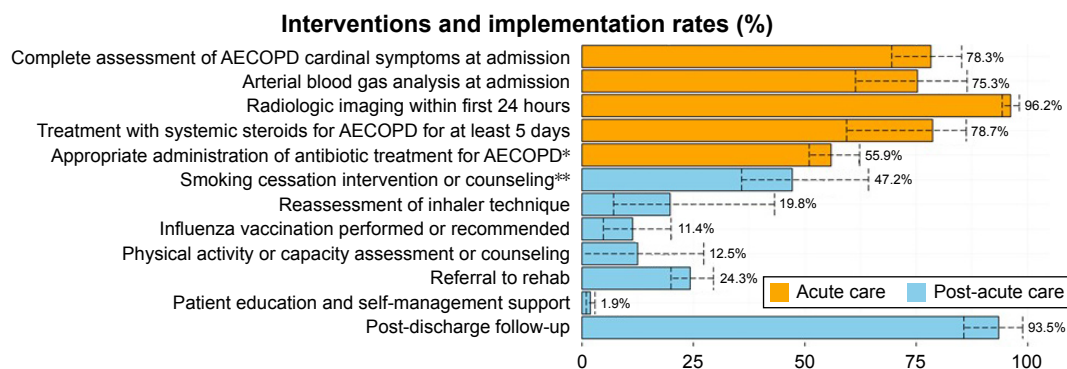 Interventions and implementation rates (%)
Complete assessment of AECOPD cardinal symptoms at admission 78.3%
Arterial blood gas analysis at admission 75.3%
Radiologic imaging within first 24 hours 96.2%
Treatment with systemic steroids for AECOPD for at least 5 days 78.7%
Appropriate administration of antibiotic treatment for AECOPD* 55.9%
Smoking cessation intervention or counseling** 47.2%
Reassessment of inhaler technique 19.8%
Influenza vaccination performed or recommended 11.4%
Physical activity or capacity assessment or counseling 12.5%
Referral to rehab 24.3%
Acute care Post-acute care
Patient education and self-management support 1.9%
Post-discharge follow-up 93.5%
0 25 50 75 100